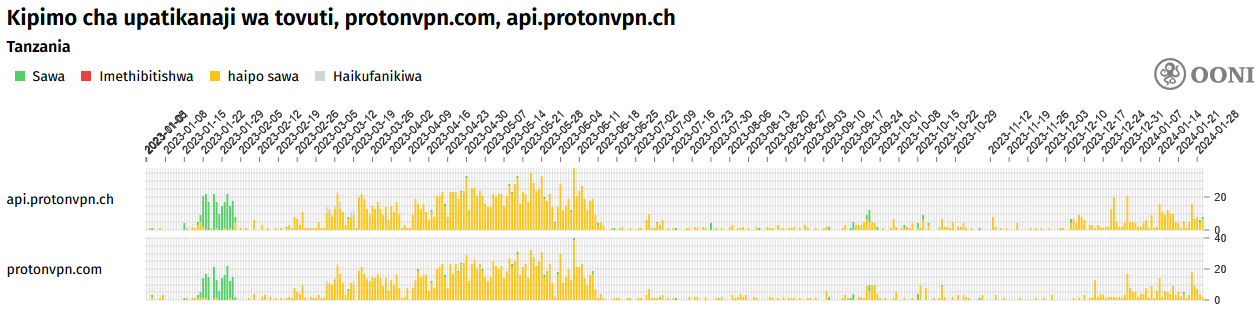 Kipimo cha upatikanaji wa tovuti, protonvpn.com, api.protonvpn.ch
Tanzania
Sawa Imethibitishwa haipo sawa Haikufanikiwa
OONI
2023-01-01 2023-01-08 2023-01-15 2023-01-22 2023-01-29 2023-02-05 2023-02-12 2023-02-19 2023-02-26 2023-03-05 2023-03-12 2023-03-19 2023-03-26 2023-04-02 2023-04-09 2023-04-16 2023-04-23 2023-04-30 2023-05-07 2023-05-14 2023-05-21 2023-05-28 2023-06-04 2023-06-11 2023-06-18 2023-06-25 2023-07-02 2023-07-09 2023-07-16 2023-07-23 2023-07-30 2023-08-06 2023-08-13 2023-08-20 2023-08-27 2023-09-03 2023-09-10 2023-09-17 2023-09-24 2023-10-01 2023-10-08 2023-10-15 2023-10-22 2023-10-29 2023-11-12 2023-11-19 2023-11-26 2023-12-03 2023-12-10 2023-12-17 2023-12-24 2023-12-31 2024-01-07 2024-01-14 2024-01-21 2024-01-28
api.protonvpn.ch
20
0
protonvpn.com
40
20
0